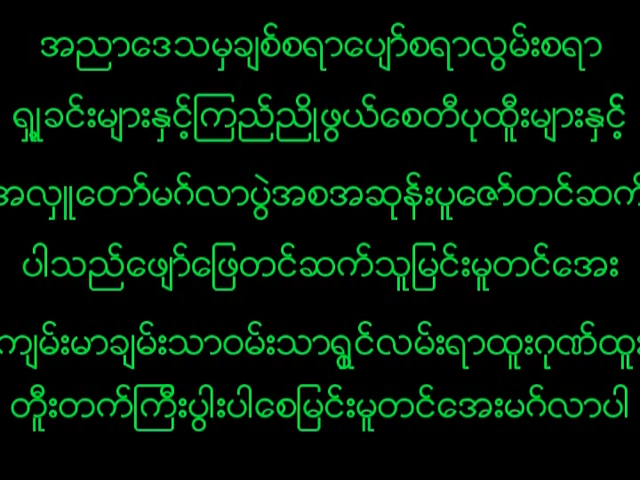 အညာဒေသမှချစ်စရာပျော်စရာလွမ်းစရာ
ရှုခင်းများနှင့်ကြည်ညိုဖွယ်စေတီပုထိူးများနှင့်
အလှူတော်မင်္ဂလာပွဲအစအဆုန်းပူဇော်တင်ဆက်
ပါသည်ဖျော်ဖြေတင်ဆက်သူမြင်းမူတင်အေး
ကျမ်းမာချမ်းသာဝမ်းသာရွှင်လမ်းရာထူးဂုဏ်ထူး
တိူးတက်ကြီးပွါးပါစေမြင်းမူတင်အေးမင်္ဂလာပါ